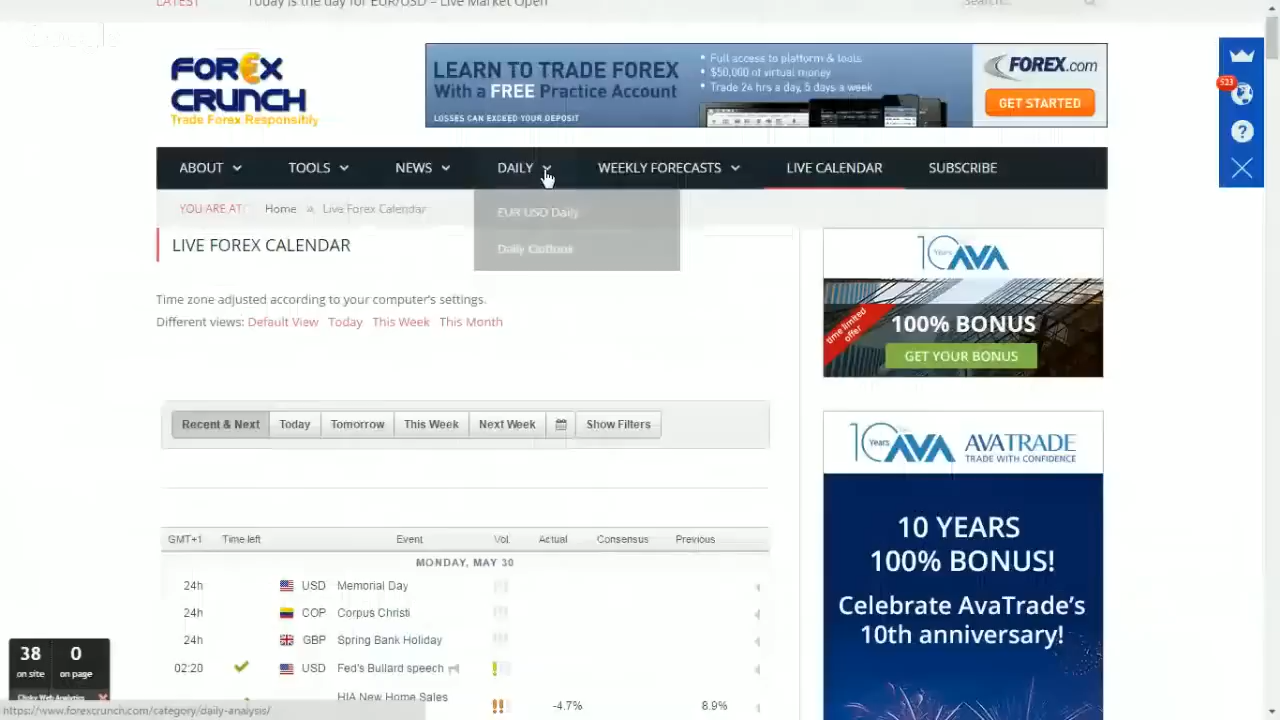 LATEST
Today is the day for EUR/USD – Live Market Open
Search...
FOREX
CRUNCH
Trade Forex Responsibly
LEARN TO TRADE FOREX
With a FREE Practice Account
LOSSES CAN EXCEED YOUR DEPOSIT
• Full access to platform & tools
• $50,000 of virtual money
• Trade 24 hrs a day, 5 days a week
FOREX.com
GET STARTED
523
?
ABOUT TOOLS NEWS DAILY WEEKLY FORECASTS LIVE CALENDAR SUBSCRIBE
EUR USD Daily
Daily Options
YOU ARE AT: Home » Live Forex Calendar
LIVE FOREX CALENDAR
Time zone adjusted according to your computer's settings.
Different views: Default View Today This Week This Month
10 Years AVA
time limited offer
100% BONUS
GET YOUR BONUS
Recent & Next Today Tomorrow This Week Next Week Show Filters
10 Years AVA AVATRADE
TRADE WITH CONFIDENCE
10 YEARS
100% BONUS!
Celebrate AvaTrade's
10th anniversary!
GMT+1 Time left Event Vol. Actual Consensus Previous
MONDAY, MAY 30
24h USD Memorial Day
24h COP Corpus Christi
24h GBP Spring Bank Holiday
02:20 USD Fed's Bullard speech
HIA New Home Sales
-4.7% 8.9%
38 0
on site on page
Clicky Web Analytics
https://www.forexcrunch.com/category/daily-analysis/